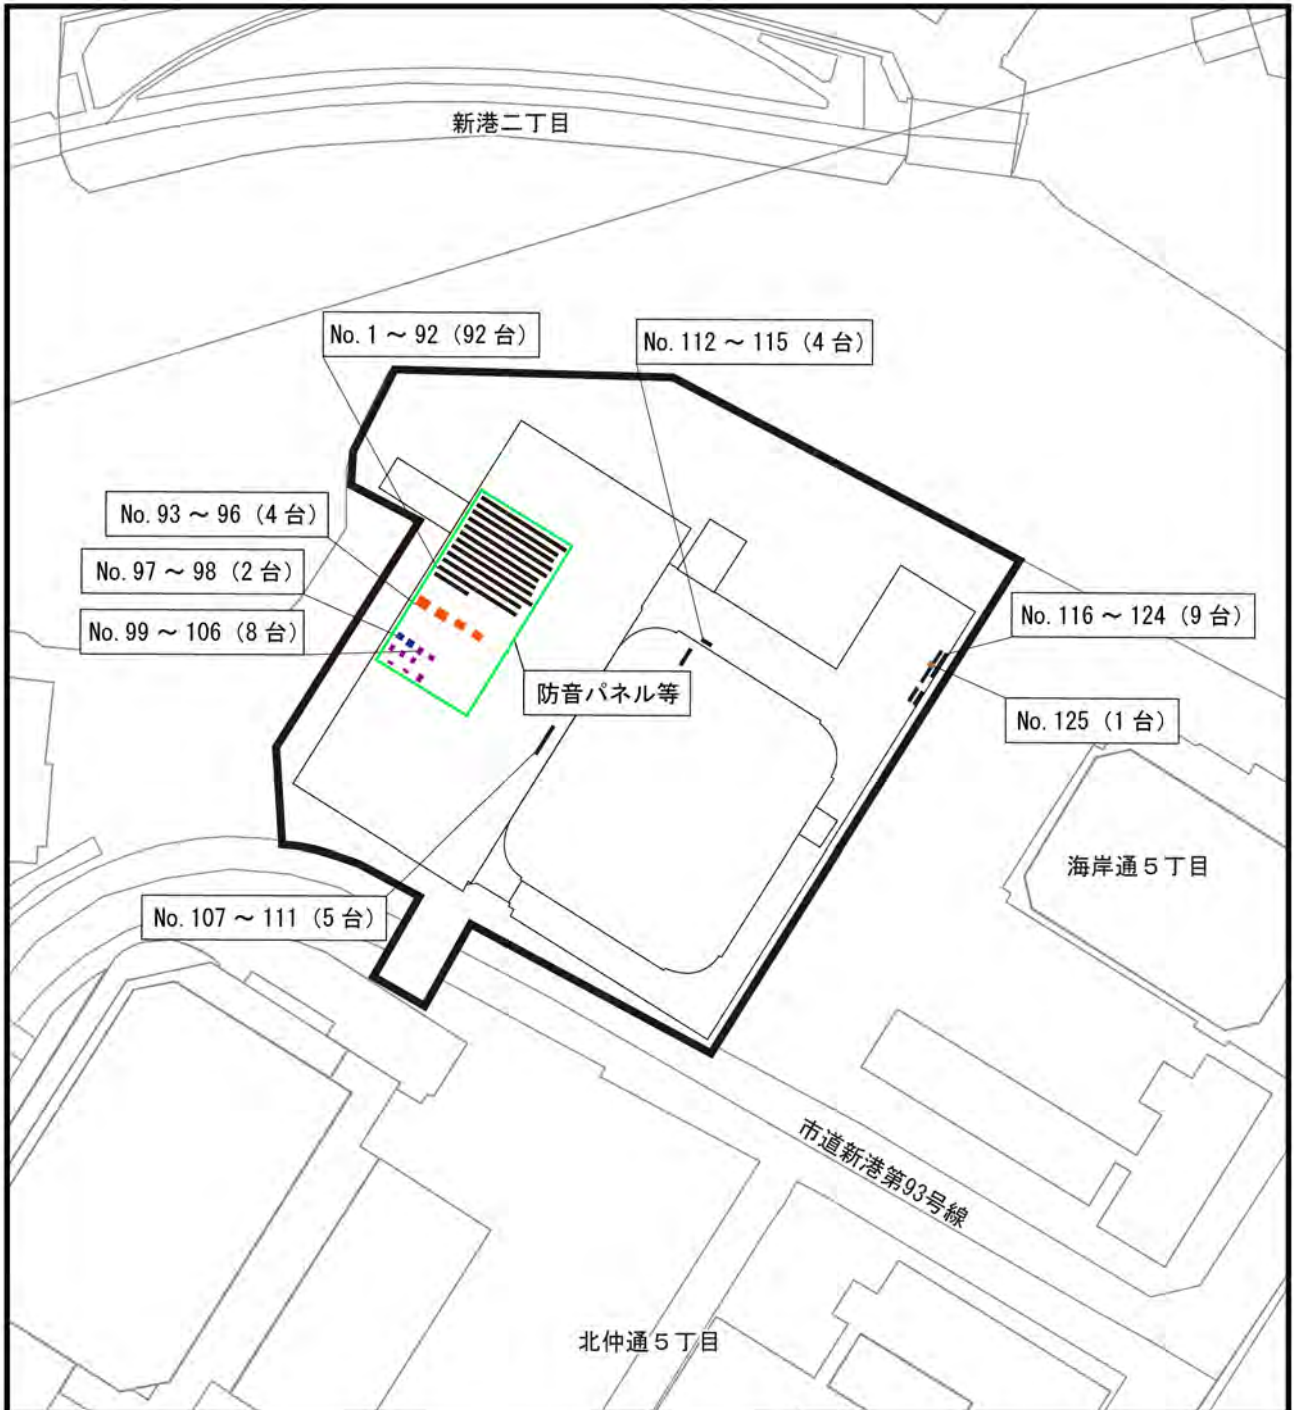 新港二丁目
No. 1 ～ 92（92 台）
No. 112 ～ 115（4 台）
No. 93 ～ 96（4 台）
No. 97 ～ 98（2 台）
No. 99 ～ 106（8 台）
No. 116 ～ 124（9 台）
防音パネル等
No. 125（1 台）
海岸通５丁目
No. 107 ～ 111（5 台）
市道新港第93号線
北仲通５丁目